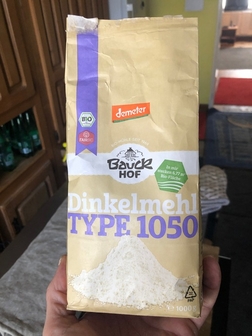 demeter
BIO
BAUCK
HOF
Dinkelmehl
TYPE 1050